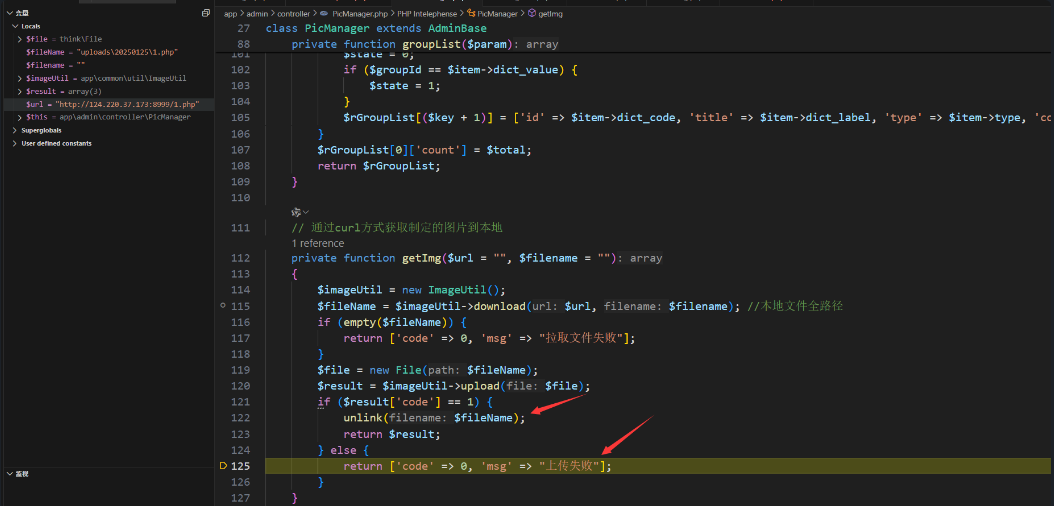 变量
Locals
$file = think\File
$fileName = "uploads\20250125\1.php"
$filename = ""
$imageUtil = app\common\util\ImageUtil
$result = array(3)
$url = "http://124.220.37.173:8999/1.php"
$this = app\admin\controller\PicManager
Superglobals
User defined constants
监视
app > admin > controller > PicManager.php > PHP Intelephense > PicManager > getImg
27 class PicManager extends AdminBase
88 private function groupList($param): array
101 $state = 0;
102 if ($groupId == $item->dict_value) {
103 $state = 1;
104 }
105 $rGroupList[($key + 1)] = ['id' => $item->dict_code, 'title' => $item->dict_label, 'type' => $item->type, 'co
106 }
107 $rGroupList[0]['count'] = $total;
108 return $rGroupList;
109 }
110
111 // 通过curl方式获取制定的图片到本地
1 reference
112 private function getImg($url = "", $filename = ""): array
113 {
114 $imageUtil = new ImageUtil();
115 $fileName = $imageUtil->download(url: $url, filename: $filename); //本地文件全路径
116 if (empty($fileName)) {
117 return ['code' => 0, 'msg' => "拉取文件失败"];
118 }
119 $file = new File(path: $fileName);
120 $result = $imageUtil->upload(file: $file);
121 if ($result['code'] == 1) {
122 unlink(filename: $fileName);
123 return $result;
124 } else {
125 return ['code' => 0, 'msg' => "上传失败"];
126 }
127 }